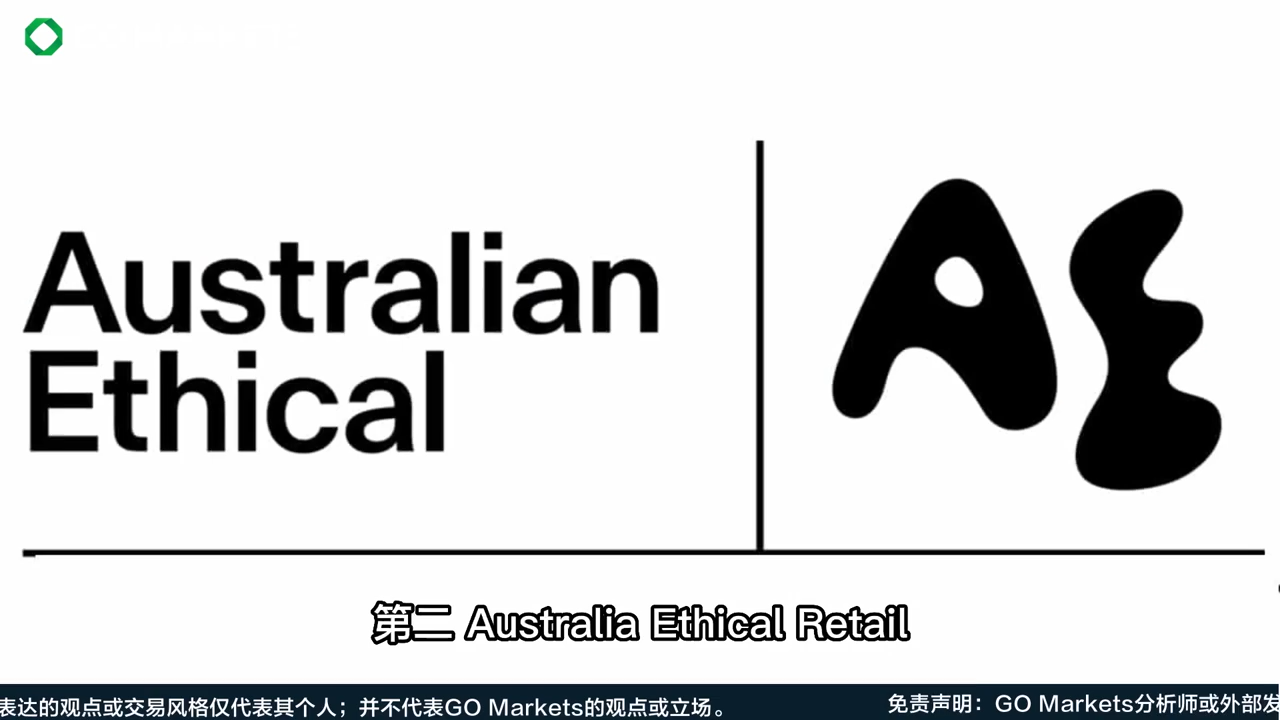 Australian
Ethical
AE
第二 Australia Ethical Retail
表达的观点或交易风格仅代表其个人；并不代表GO Markets的观点或立场。
免责声明：GO Markets分析师或外部发